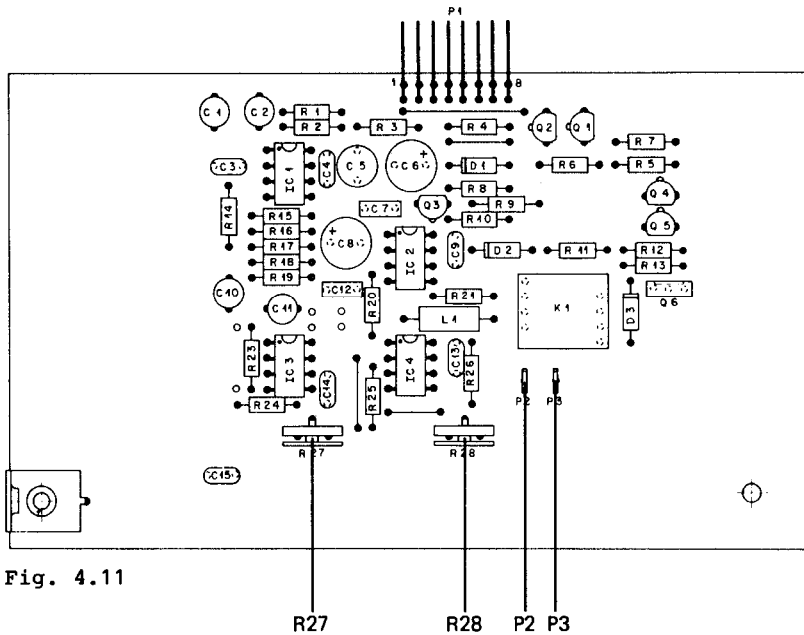 P1
1 8
C1 C2 R1
R2 R3 R4 Q2 Q1
R7
C3 IC1 C4 C5 C6 D1 R6 R5
R8
R14 C7 Q3 R9 Q4
R15 R10
R16 Q5
R17 C8 IC2 C9 D2 R11 R12
R18 R13
R19
C10 C12 R20 R21 K1 D3 Q6
C11 L1
R23 IC3 IC4 C13 R26
C14 R25 P2 P3
R24
R27 R28
C15
Fig. 4.11
R27 R28 P2 P3